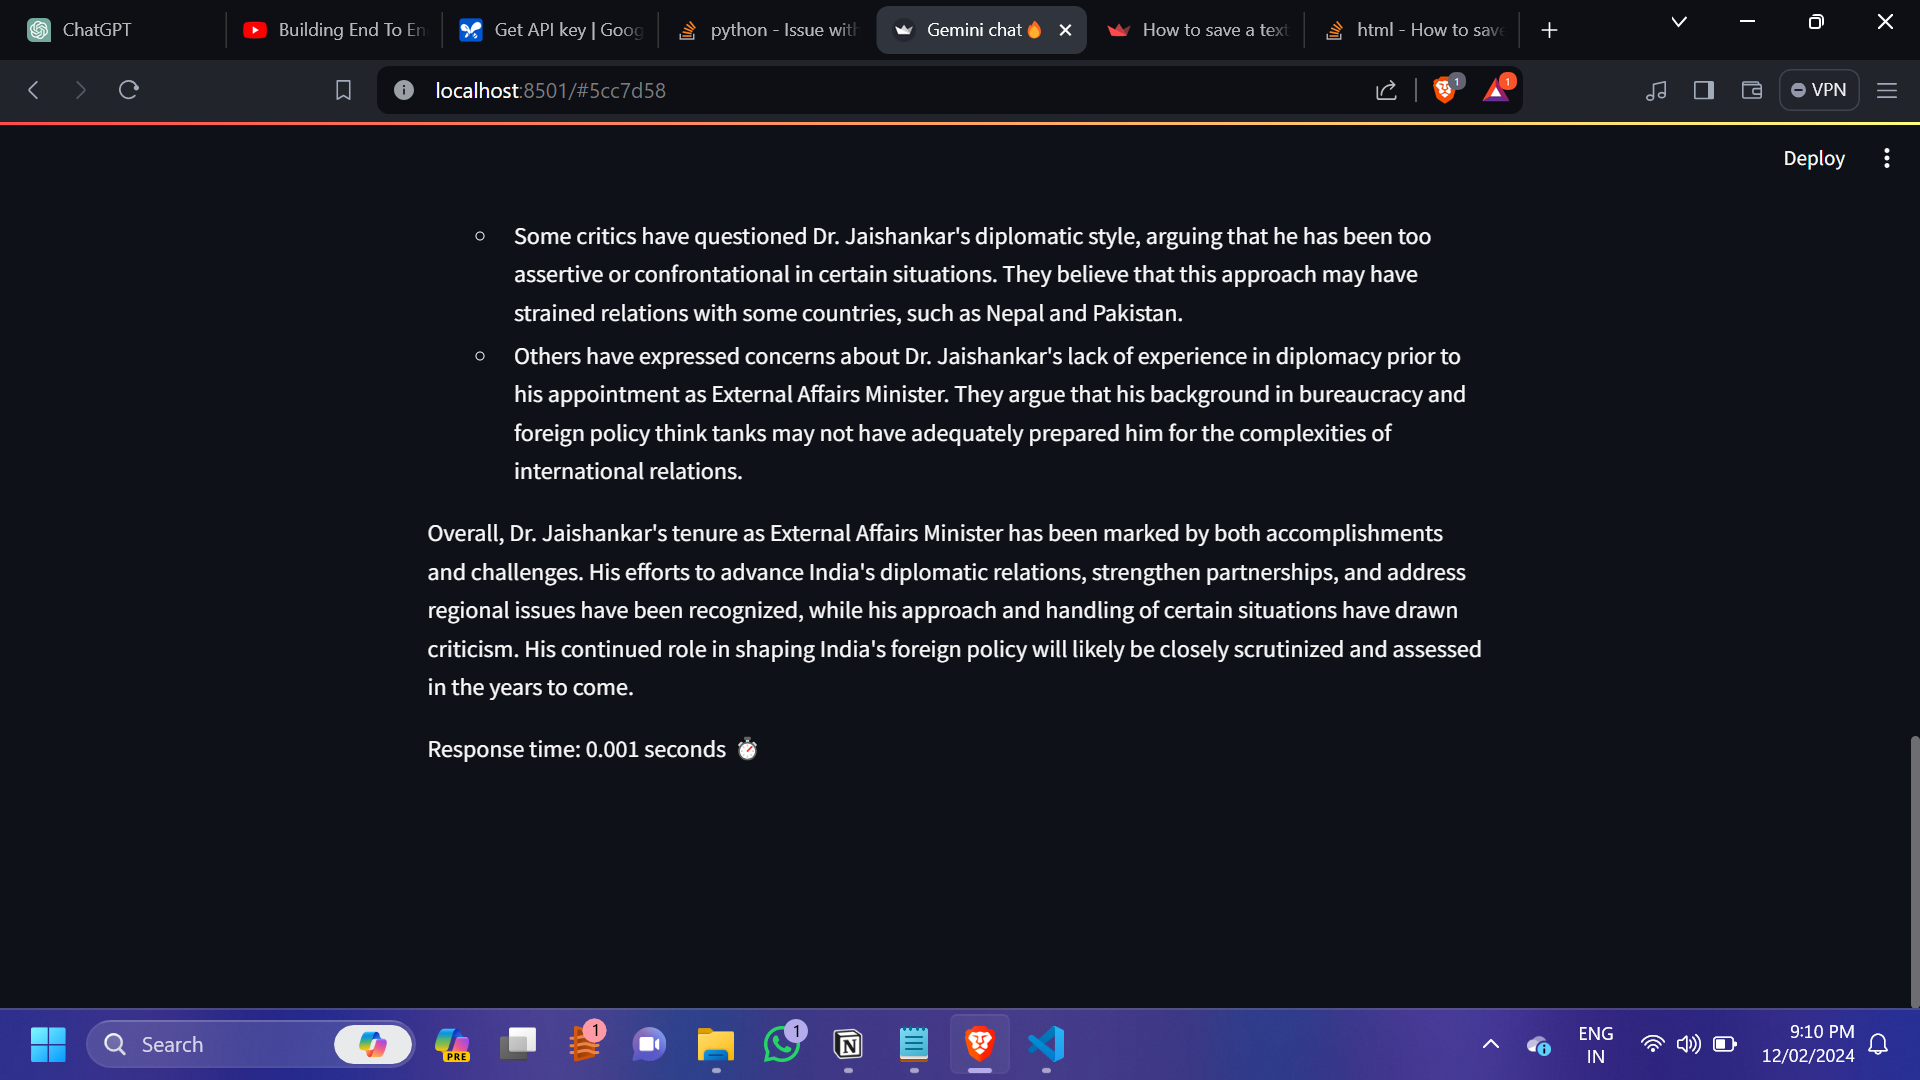 ChatGPT
Building End To En
Get API key | Goog
python - Issue with
Gemini chat🔥
How to save a text
html - How to save
localhost:8501/#5cc7d58
1
1
VPN
Deploy
Some critics have questioned Dr. Jaishankar's diplomatic style, arguing that he has been too
assertive or confrontational in certain situations. They believe that this approach may have
strained relations with some countries, such as Nepal and Pakistan.
Others have expressed concerns about Dr. Jaishankar's lack of experience in diplomacy prior to
his appointment as External Affairs Minister. They argue that his background in bureaucracy and
foreign policy think tanks may not have adequately prepared him for the complexities of
international relations.
Overall, Dr. Jaishankar's tenure as External Affairs Minister has been marked by both accomplishments
and challenges. His efforts to advance India's diplomatic relations, strengthen partnerships, and address
regional issues have been recognized, while his approach and handling of certain situations have drawn
criticism. His continued role in shaping India's foreign policy will likely be closely scrutinized and assessed
in the years to come.
Response time: 0.001 seconds ⏱️
Search
PRE
1
1
ENG
IN
9:10 PM
12/02/2024